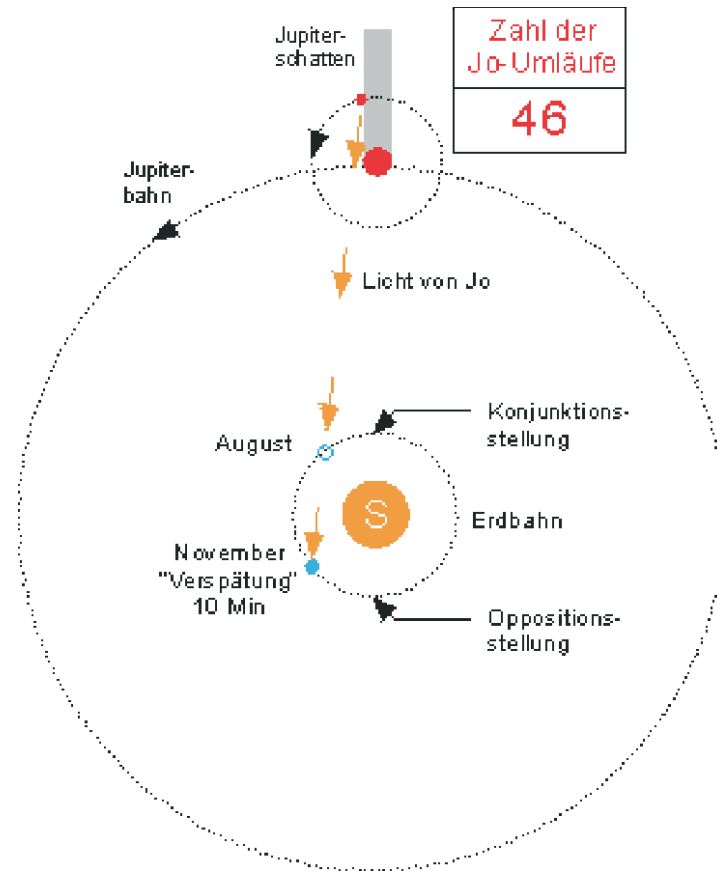 Jupiter-
schatten
Zahl der
Jo-Umläufe
46
Jupiter-
bahn
Licht von Jo
Konjunktions-
stellung
August
S
Erdbahn
November
"Verspätung"
10 Min
Oppositions-
stellung